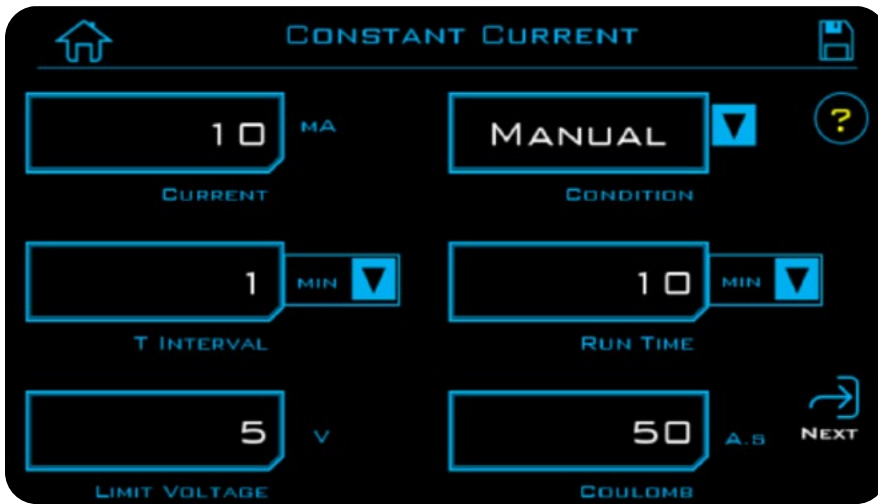 CONSTANT CURRENT
10 MA MANUAL ?
CURRENT CONDITION
1 MIN 10 MIN
T INTERVAL RUN TIME
5 V 50 A.S NEXT
LIMIT VOLTAGE COULOMB